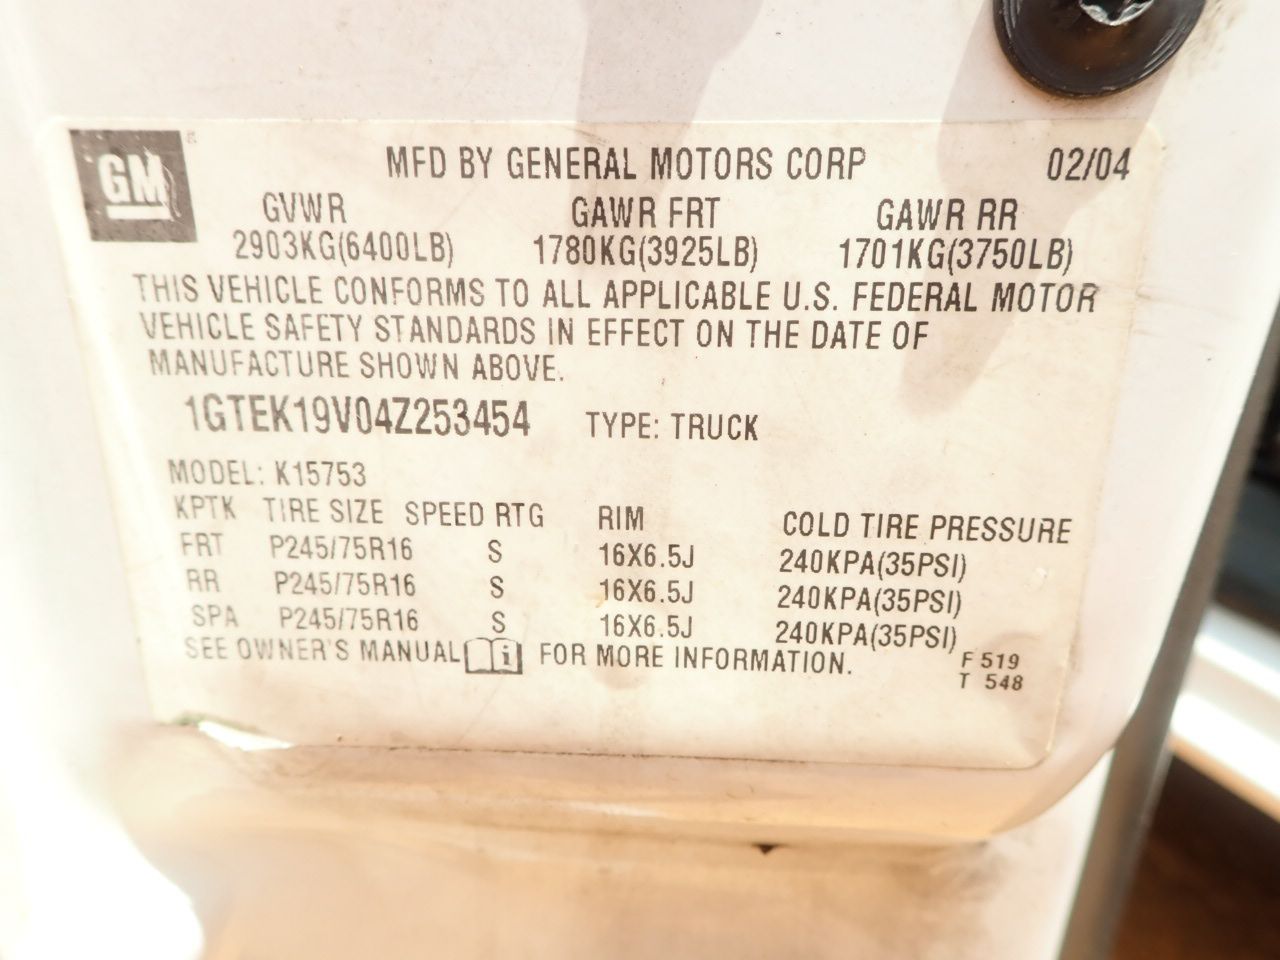 GM
MFD BY GENERAL MOTORS CORP 02/04
GVWR GAWR FRT GAWR RR
2903KG(6400LB) 1780KG(3925LB) 1701KG(3750LB)
THIS VEHICLE CONFORMS TO ALL APPLICABLE U.S. FEDERAL MOTOR
VEHICLE SAFETY STANDARDS IN EFFECT ON THE DATE OF
MANUFACTURE SHOWN ABOVE.
1GTEK19V04Z253454 TYPE: TRUCK
MODEL: K15753
KPTK TIRE SIZE SPEED RTG RIM COLD TIRE PRESSURE
FRT P245/75R16 S 16X6.5J 240KPA(35PSI)
RR P245/75R16 S 16X6.5J 240KPA(35PSI)
SPA P245/75R16 S 16X6.5J 240KPA(35PSI)
SEE OWNER'S MANUAL i FOR MORE INFORMATION. F 519
T 548